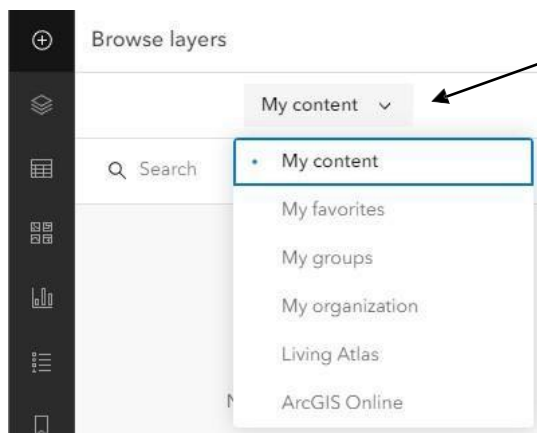 Browse layers
My content
Search
My content
My favorites
My groups
My organization
Living Atlas
ArcGIS Online